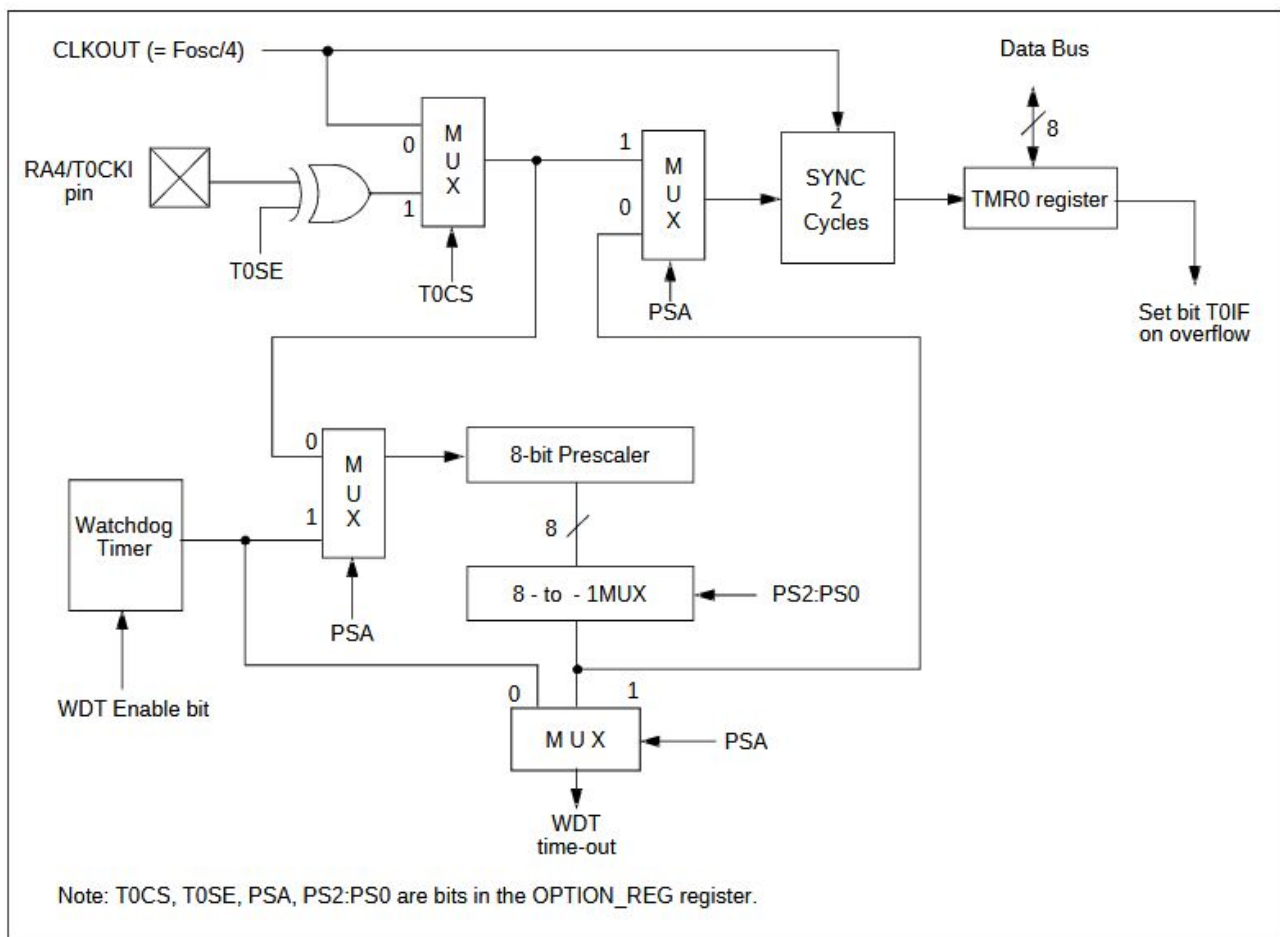 CLKOUT (= Fosc/4)
Data Bus
8
RA4/T0CKI
pin
0
1
M
U
X
T0SE
T0CS
1
0
M
U
X
PSA
SYNC
2
Cycles
TMR0 register
Set bit T0IF
on overflow
0
1
M
U
X
8-bit Prescaler
Watchdog
Timer
8
8 - to - 1MUX
PS2:PS0
PSA
WDT Enable bit
0
1
M U X
PSA
WDT
time-out
Note: T0CS, T0SE, PSA, PS2:PS0 are bits in the OPTION_REG register.